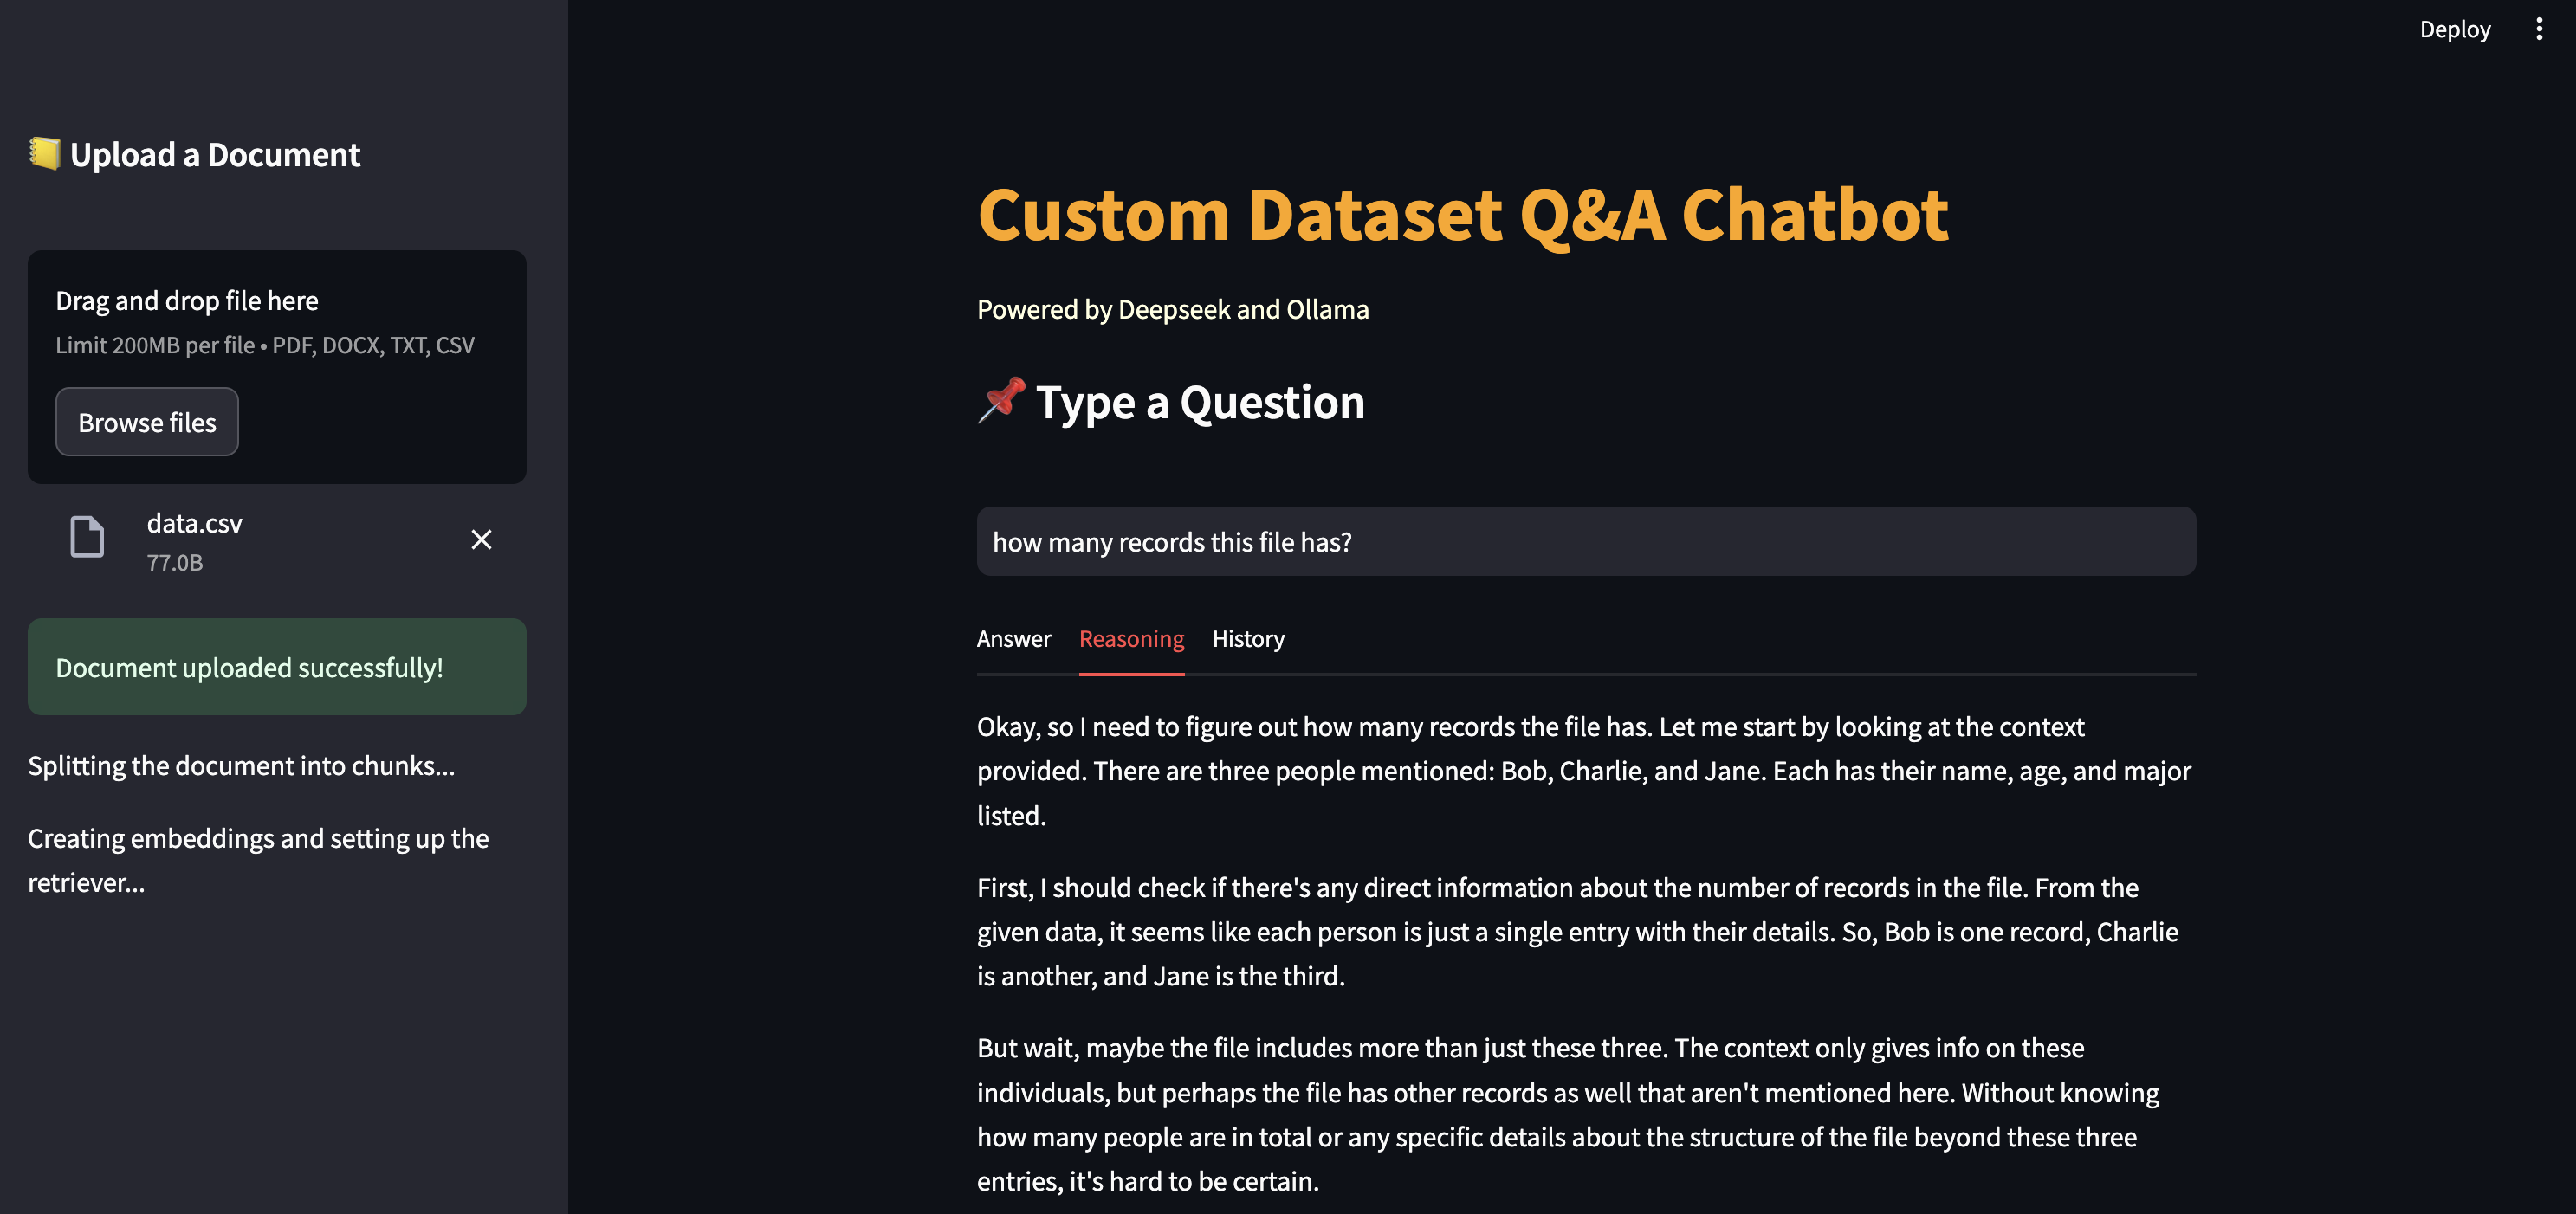 Deploy
Upload a Document
Drag and drop file here
Limit 200MB per file • PDF, DOCX, TXT, CSV
Browse files
data.csv
77.0B
Document uploaded successfully!
Splitting the document into chunks...
Creating embeddings and setting up the
retriever...
Custom Dataset Q&A Chatbot
Powered by Deepseek and Ollama
Type a Question
how many records this file has?
Answer Reasoning History
Okay, so I need to figure out how many records the file has. Let me start by looking at the context
provided. There are three people mentioned: Bob, Charlie, and Jane. Each has their name, age, and major
listed.
First, I should check if there's any direct information about the number of records in the file. From the
given data, it seems like each person is just a single entry with their details. So, Bob is one record, Charlie
is another, and Jane is the third.
But wait, maybe the file includes more than just these three. The context only gives info on these
individuals, but perhaps the file has other records as well that aren't mentioned here. Without knowing
how many people are in total or any specific details about the structure of the file beyond these three
entries, it's hard to be certain.